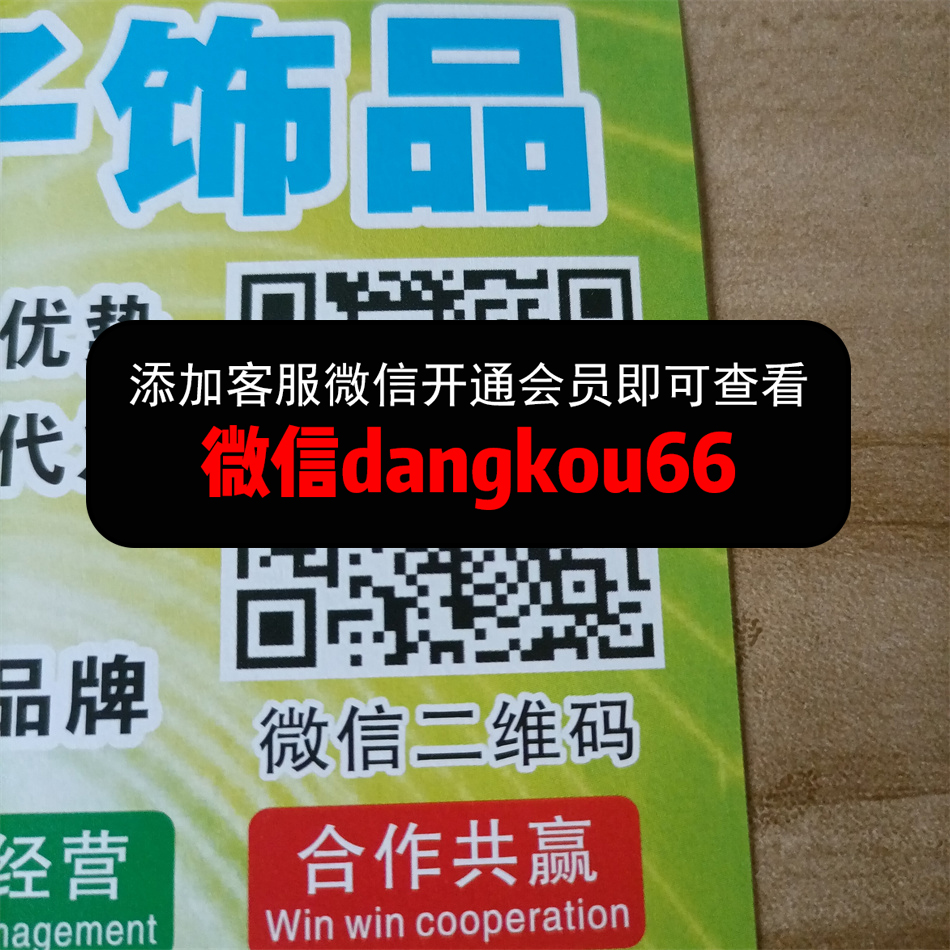 饰品
优势
添加客服微信开通会员即可查看
微信dangkou66
代
品牌
微信二维码
经营
合作共赢
nagement
Win win cooperation